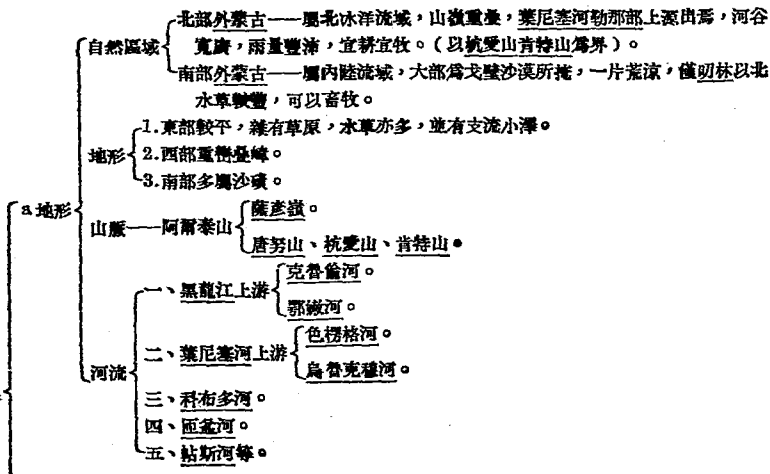 北部外蒙古——屬北冰洋流域，山嶺重疊，葉尼塞河勒那部上源出焉，河谷
自然區域
寬廣，雨量豐沛，宜耕宜牧。（以杭愛山肯特山爲界）。
南部外蒙古——屬內陸流域，大部爲戈壁沙漠所掩，一片荒涼，僅叨林以北
水草較豐，可以畜牧。
1.東部較平，雜有草原，水草亦多，並有支流小澤。
地形
2.西部重巒叠嶂。
3.南部多屬沙磧。
a地形
薩彥嶺。
山脈——阿爾泰山
唐努山、杭愛山、肯特山。
克魯倫河。
一、黑龍江上游
鄂嫩河。
色楞格河。
二、葉尼塞河上游
烏魯克穆河。
河流
三、科布多河。
四、匝盆河。
五、帖斯河等。